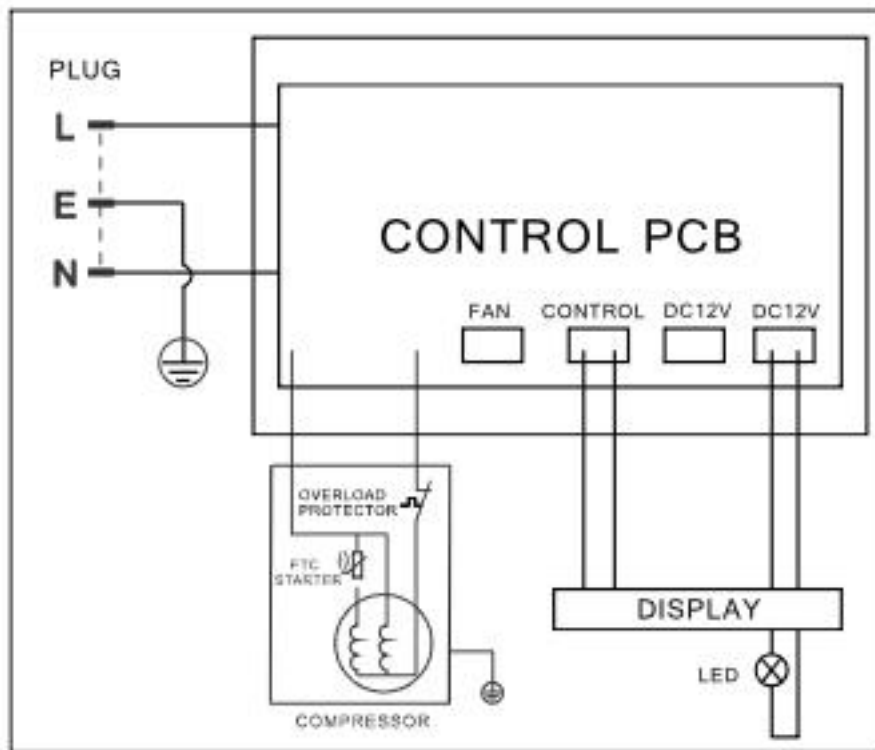 PLUG
L
E
N
CONTROL PCB
FAN CONTROL DC12V DC12V
OVERLOAD
PROTECTOR
PTC
STARTER
COMPRESSOR
DISPLAY
LED